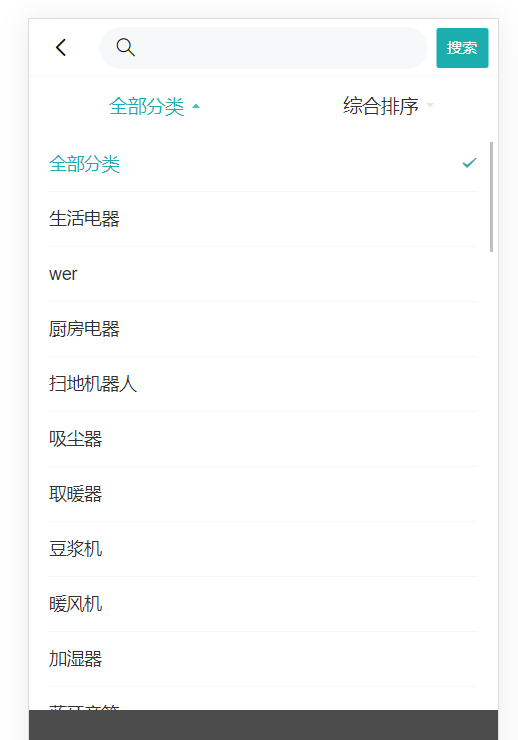 搜索
全部分类 综合排序
全部分类
生活电器
wer
厨房电器
扫地机器人
吸尘器
取暖器
豆浆机
暖风机
加湿器